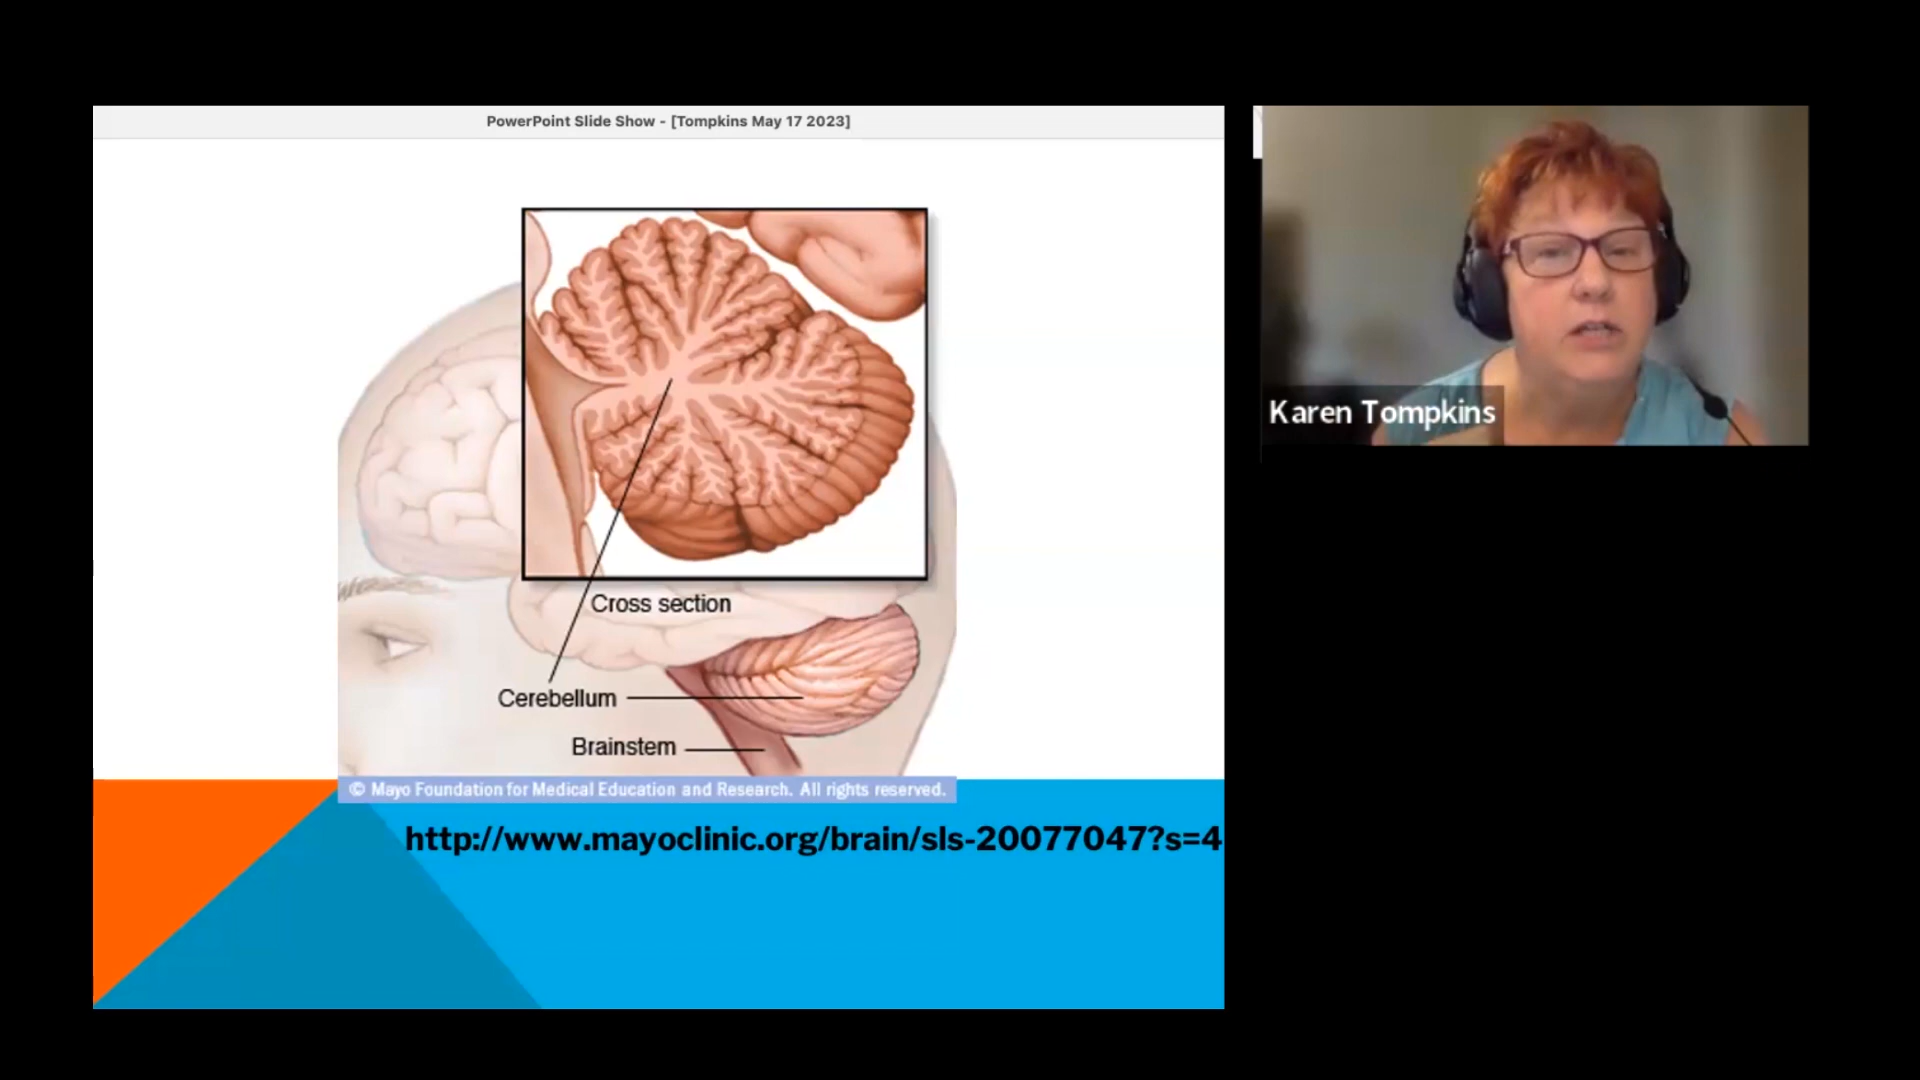 PowerPoint Slide Show - [Tompkins May 17 2023]
Cross section
Cerebellum
Brainstem
© Mayo Foundation for Medical Education and Research. All rights reserved.
http://www.mayoclinic.org/brain/sls-20077047?s=4
Karen Tompkins